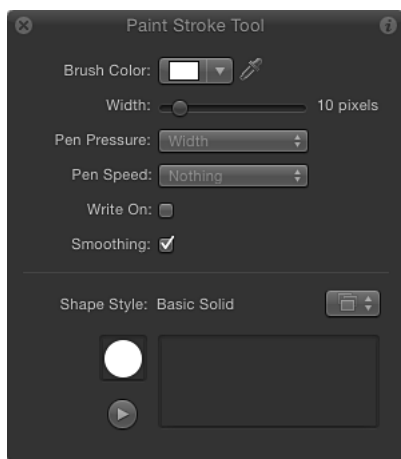 Paint Stroke Tool
Brush Color:
Width: 10 pixels
Pen Pressure: Width
Pen Speed: Nothing
Write On:
Smoothing:
Shape Style: Basic Solid